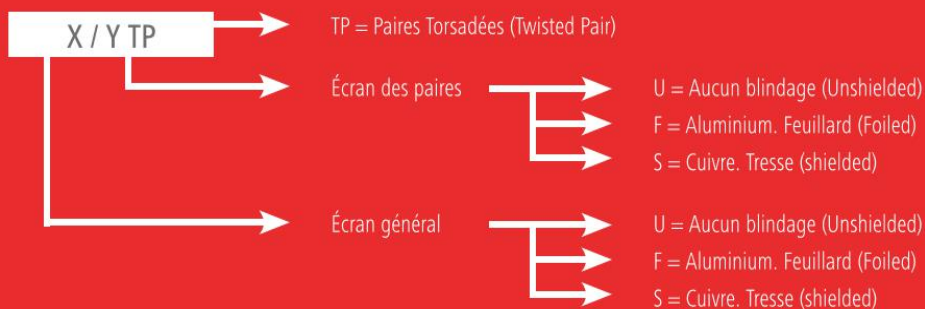 X / Y TP
TP = Paires Torsadées (Twisted Pair)
Écran des paires
U = Aucun blindage (Unshielded)
F = Aluminium. Feuillard (Foiled)
S = Cuivre. Tresse (shielded)
Écran général
U = Aucun blindage (Unshielded)
F = Aluminium. Feuillard (Foiled)
S = Cuivre. Tresse (shielded)